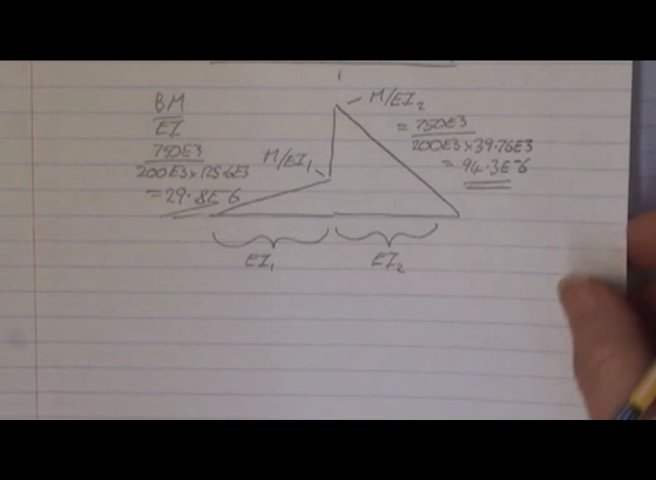 BM
EI
750E3
200E3×125.6E3
=29.8E-6
M/EI1
M/EI2
= 750E3
200E3×39.76E3
= 94.3E-6
EI1
EI2